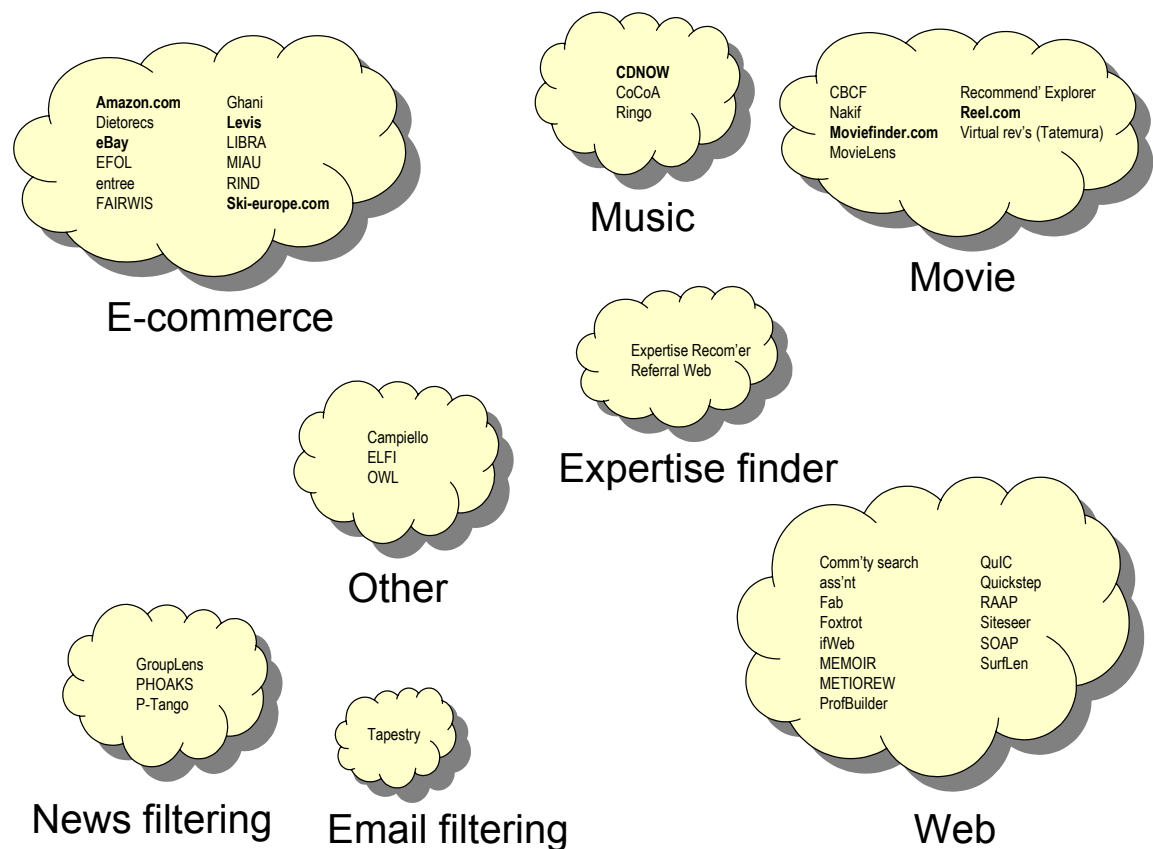 Amazon.com
Dietorecs
eBay
EFOL
entree
FAIRWIS
Ghani
Levis
LIBRA
MIAU
RIND
Ski-europe.com
E-commerce
CDNOW
CoCoA
Ringo
Music
CBCF
Nakif
Moviefinder.com
MovieLens
Recommend' Explorer
Reel.com
Virtual rev's (Tatemura)
Movie
Expertise Recom'er
Referral Web
Expertise finder
Campiello
ELFI
OWL
Other
Comm'ty search
ass'nt
Fab
Foxtrot
ifWeb
MEMOIR
METIOREW
ProfBuilder
QuIC
Quickstep
RAAP
Siteseer
SOAP
SurfLen
Web
GroupLens
PHOAKS
P-Tango
News filtering
Tapestry
Email filtering